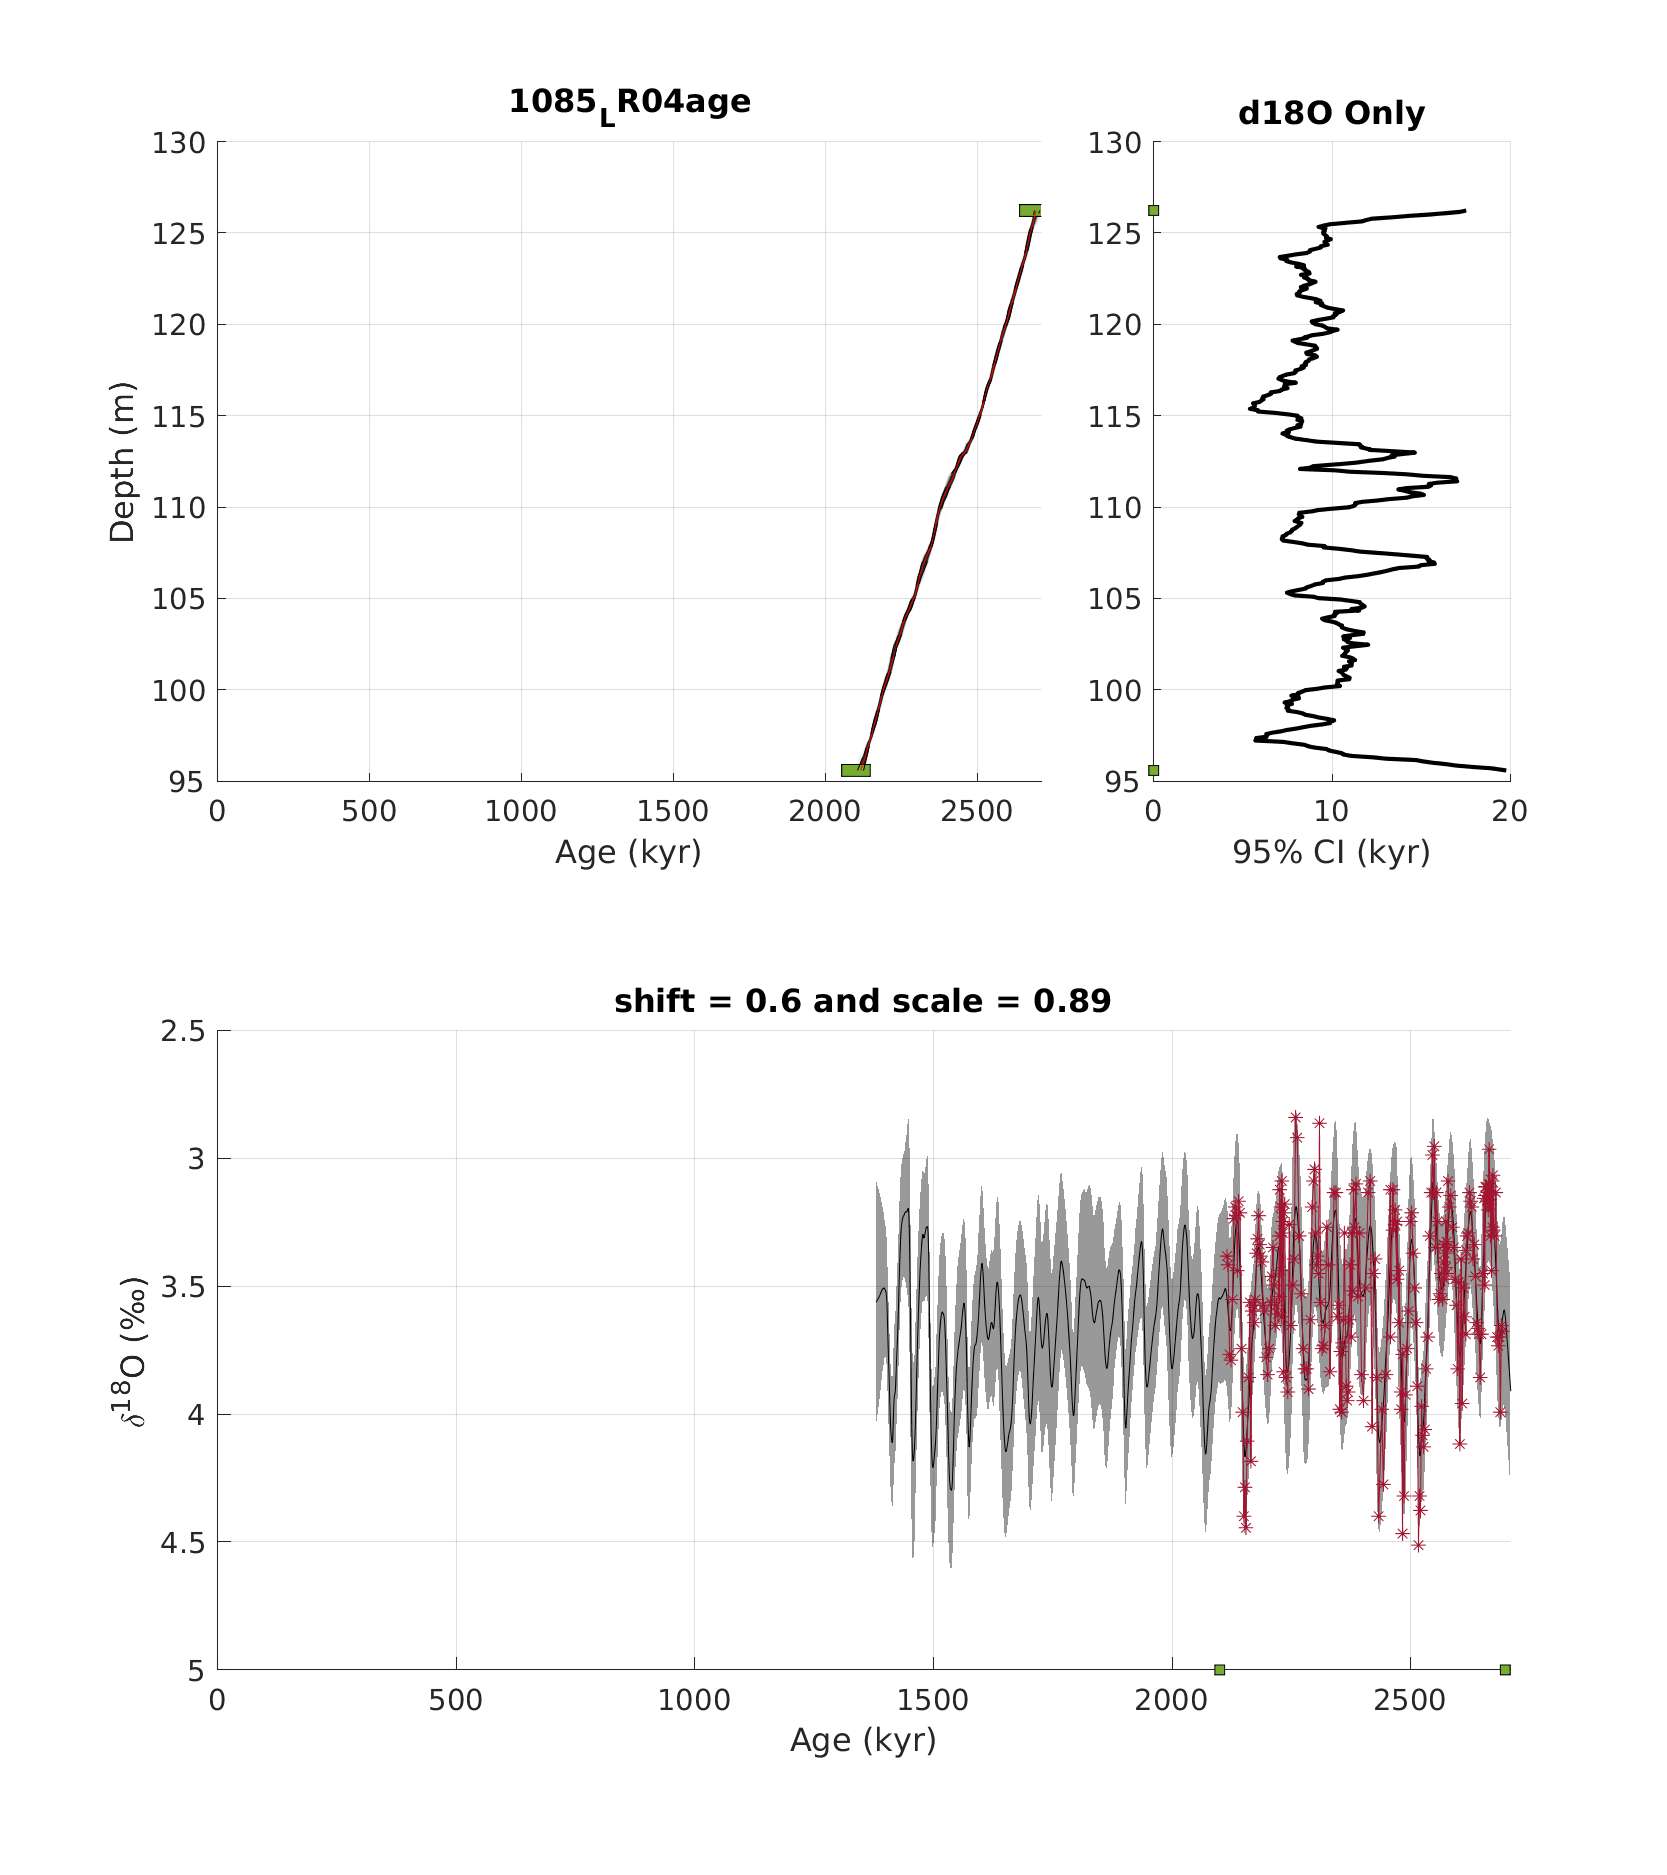 1085LR04age
130
125
120
115
110
105
100
95
Depth (m)
0 500 1000 1500 2000 2500
Age (kyr)
d18O Only
130
125
120
115
110
105
100
95
0 10 20
95% CI (kyr)
shift = 0.6 and scale = 0.89
2.5
3
3.5
4
4.5
5
δ18O (‰)
0 500 1000 1500 2000 2500
Age (kyr)